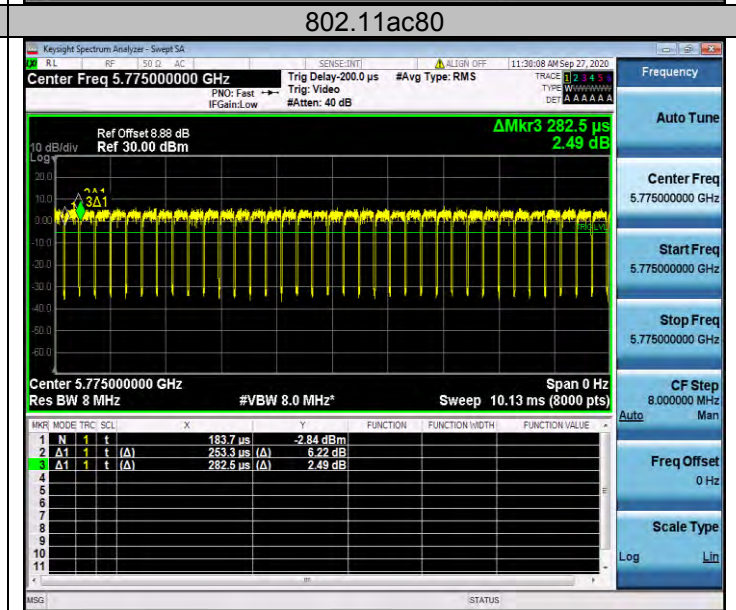 802.11ac80
Keysight Spectrum Analyzer - Swept SA
RL RF 50 Ω AC SENSE:INT ALIGN OFF 11:30:08 AM Sep 27, 2020
Center Freq 5.775000000 GHz
PNO: Fast
IFGain:Low
Trig Delay-200.0 µs
Trig: Video
#Atten: 40 dB
#Avg Type: RMS
TRACE 1 2 3 4 5 6
TYPE WWWWWW
DET A A A A A A
Ref Offset 8.88 dB
10 dB/div Ref 30.00 dBm
Log
ΔMkr3 282.5 µs
2.49 dB
20.0
10.0
0.00
-10.0
-20.0
-30.0
-40.0
-50.0
-60.0
3Δ1
TRIG LVL
Center 5.775000000 GHz Span 0 Hz
Res BW 8 MHz #VBW 8.0 MHz* Sweep 10.13 ms (8000 pts)
MKR MODE TRC SCL X Y FUNCTION FUNCTION WIDTH FUNCTION VALUE
1 N 1 t 183.7 µs -2.84 dBm
2 Δ1 1 t (Δ) 253.3 µs (Δ) 6.22 dB
3 Δ1 1 t (Δ) 282.5 µs (Δ) 2.49 dB
4
5
6
7
8
9
10
11
MSG STATUS
Frequency
Auto Tune
Center Freq
5.775000000 GHz
Start Freq
5.775000000 GHz
Stop Freq
5.775000000 GHz
CF Step
8.000000 MHz
Auto Man
Freq Offset
0 Hz
Scale Type
Log Lin